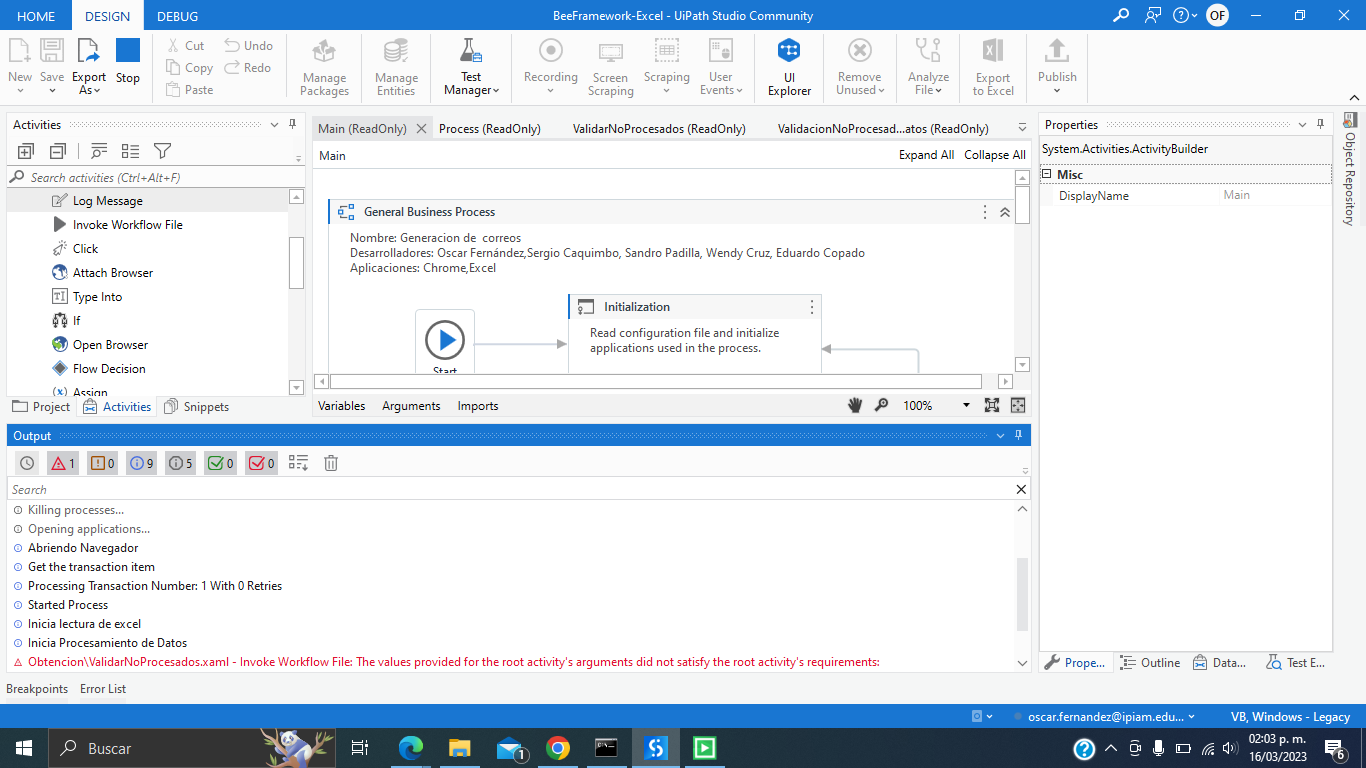 HOME DESIGN DEBUG BeeFramework-Excel - UiPath Studio Community OF
New Save Export As Stop Cut Copy Paste Undo Redo Manage Packages Manage Entities Test Manager Recording Screen Scraping Scraping User Events UI Explorer Remove Unused Analyze File Export to Excel Publish
Activities
Search activities (Ctrl+Alt+F)
Log Message
Invoke Workflow File
Click
Attach Browser
Type Into
If
Open Browser
Flow Decision
Assign
Project Activities Snippets
Main (ReadOnly) Process (ReadOnly) ValidarNoProcesados (ReadOnly) ValidacionNoProcesad...atos (ReadOnly)
Main Expand All Collapse All
General Business Process
Nombre: Generacion de correos
Desarrolladores: Oscar Fernández,Sergio Caquimbo, Sandro Padilla, Wendy Cruz, Eduardo Copado
Aplicaciones: Chrome,Excel
Initialization
Read configuration file and initialize
applications used in the process.
Start
Variables Arguments Imports 100%
Properties
System.Activities.ActivityBuilder
Misc
DisplayName Main
Object Repository
Prope... Outline Data... Test E...
Output
1 0 9 5 0 0
Search
Killing processes...
Opening applications...
Abriendo Navegador
Get the transaction item
Processing Transaction Number: 1 With 0 Retries
Started Process
Inicia lectura de excel
Inicia Procesamiento de Datos
Obtencion\ValidarNoProcesados.xaml - Invoke Workflow File: The values provided for the root activity's arguments did not satisfy the root activity's requirements:
Breakpoints Error List
oscar.fernandez@ipiam.edu... VB, Windows - Legacy
Buscar 1 02:03 p. m.
16/03/2023 6